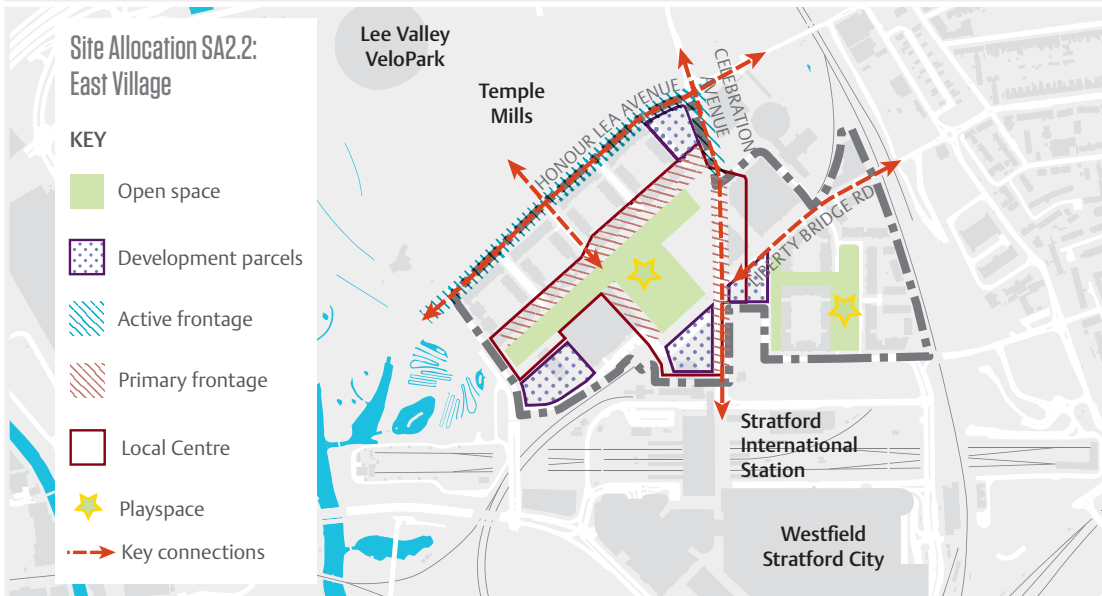 Site Allocation SA2.2:
East Village
KEY
Open space
Development parcels
Active frontage
Primary frontage
Local Centre
Playspace
Key connections
Lee Valley
VeloPark
Temple
Mills
HONOUR LEA AVENUE
CELEBRATION
AVENUE
LIBERTY BRIDGE RD
Stratford
International
Station
Westfield
Stratford City